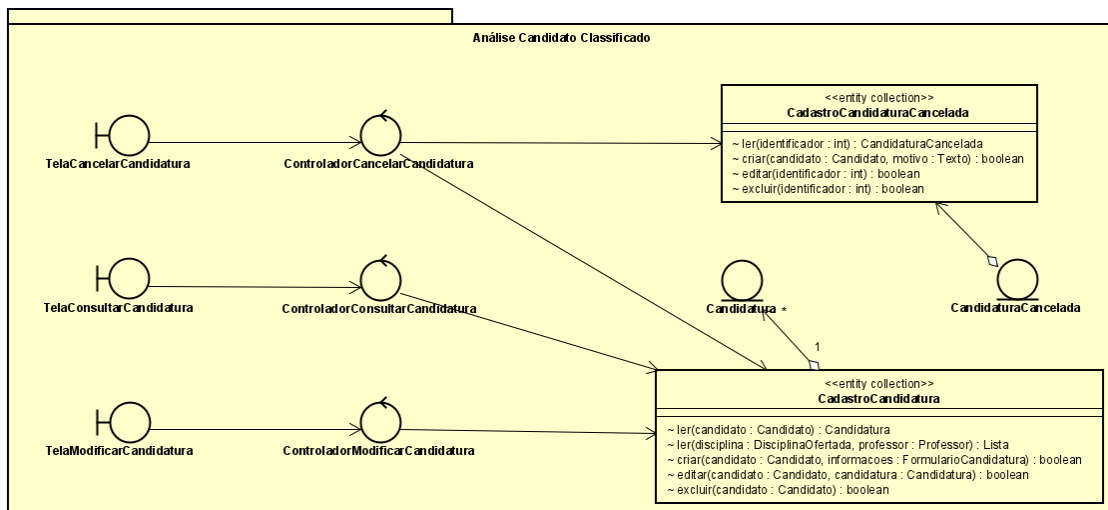 Análise Candidato Classificado
<<entity collection>>
CadastroCandidaturaCancelada
~ ler(identificador : int) : CandidaturaCancelada
~ criar(candidato : Candidato, motivo : Texto) : boolean
~ editar(identificador : int) : boolean
~ excluir(identificador : int) : boolean
TelaCancelarCandidatura
ControladorCancelarCandidatura
TelaConsultarCandidatura
ControladorConsultarCandidatura
Candidatura
*
CandidaturaCancelada
1
<<entity collection>>
CadastroCandidatura
~ ler(candidato : Candidato) : Candidatura
~ ler(disciplina : DisciplinaOfertada, professor : Professor) : Lista
~ criar(candidato : Candidato, informacoes : FormularioCandidatura) : boolean
~ editar(candidato : Candidato, candidatura : Candidatura) : boolean
~ excluir(candidato : Candidato) : boolean
TelaModificarCandidatura
ControladorModificarCandidatura